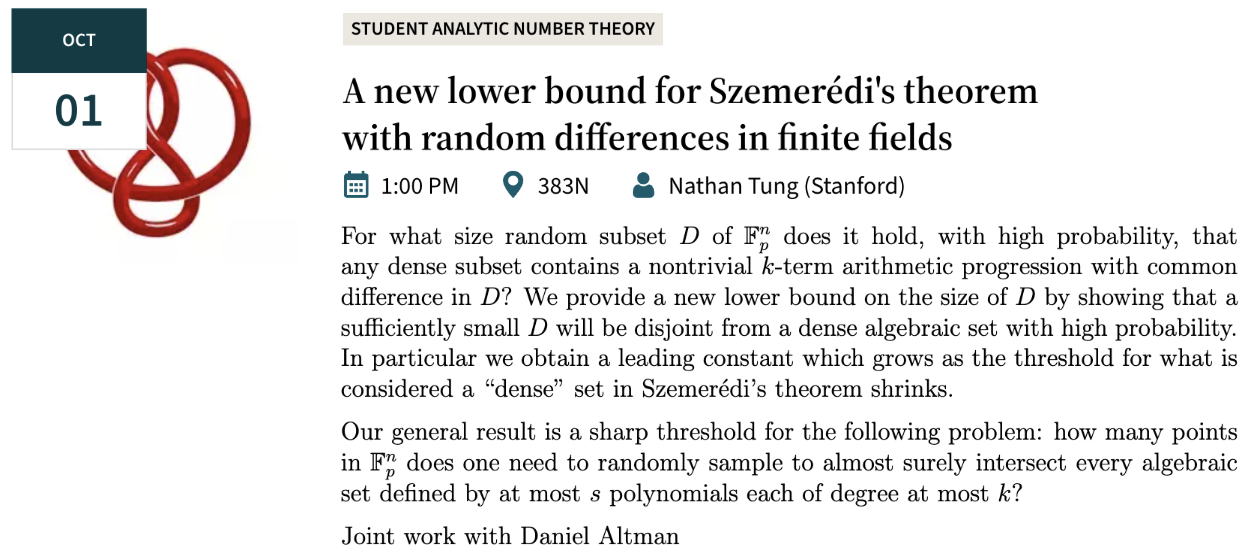 OCT
01
STUDENT ANALYTIC NUMBER THEORY
A new lower bound for Szemerédi's theorem
with random differences in finite fields
1:00 PM 383N Nathan Tung (Stanford)
For what size random subset D of 𝔽ₚⁿ does it hold, with high probability, that
any dense subset contains a nontrivial k-term arithmetic progression with common
difference in D? We provide a new lower bound on the size of D by showing that a
sufficiently small D will be disjoint from a dense algebraic set with high probability.
In particular we obtain a leading constant which grows as the threshold for what is
considered a “dense” set in Szemerédi’s theorem shrinks.
Our general result is a sharp threshold for the following problem: how many points
in 𝔽ₚⁿ does one need to randomly sample to almost surely intersect every algebraic
set defined by at most s polynomials each of degree at most k?
Joint work with Daniel Altman